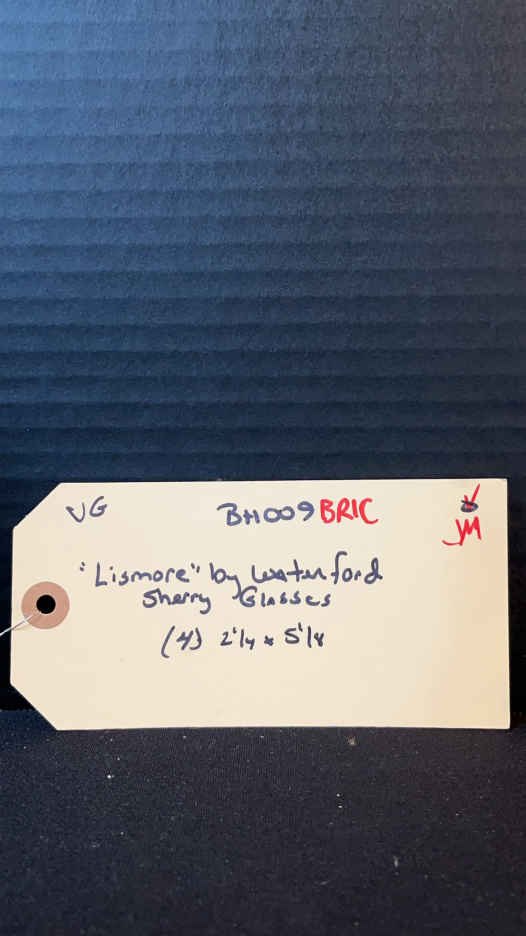 VG BH009BRIC
JM
"Lismore" by Waterford
Sherry Glasses
(4) 2 1/4 x 5 1/8